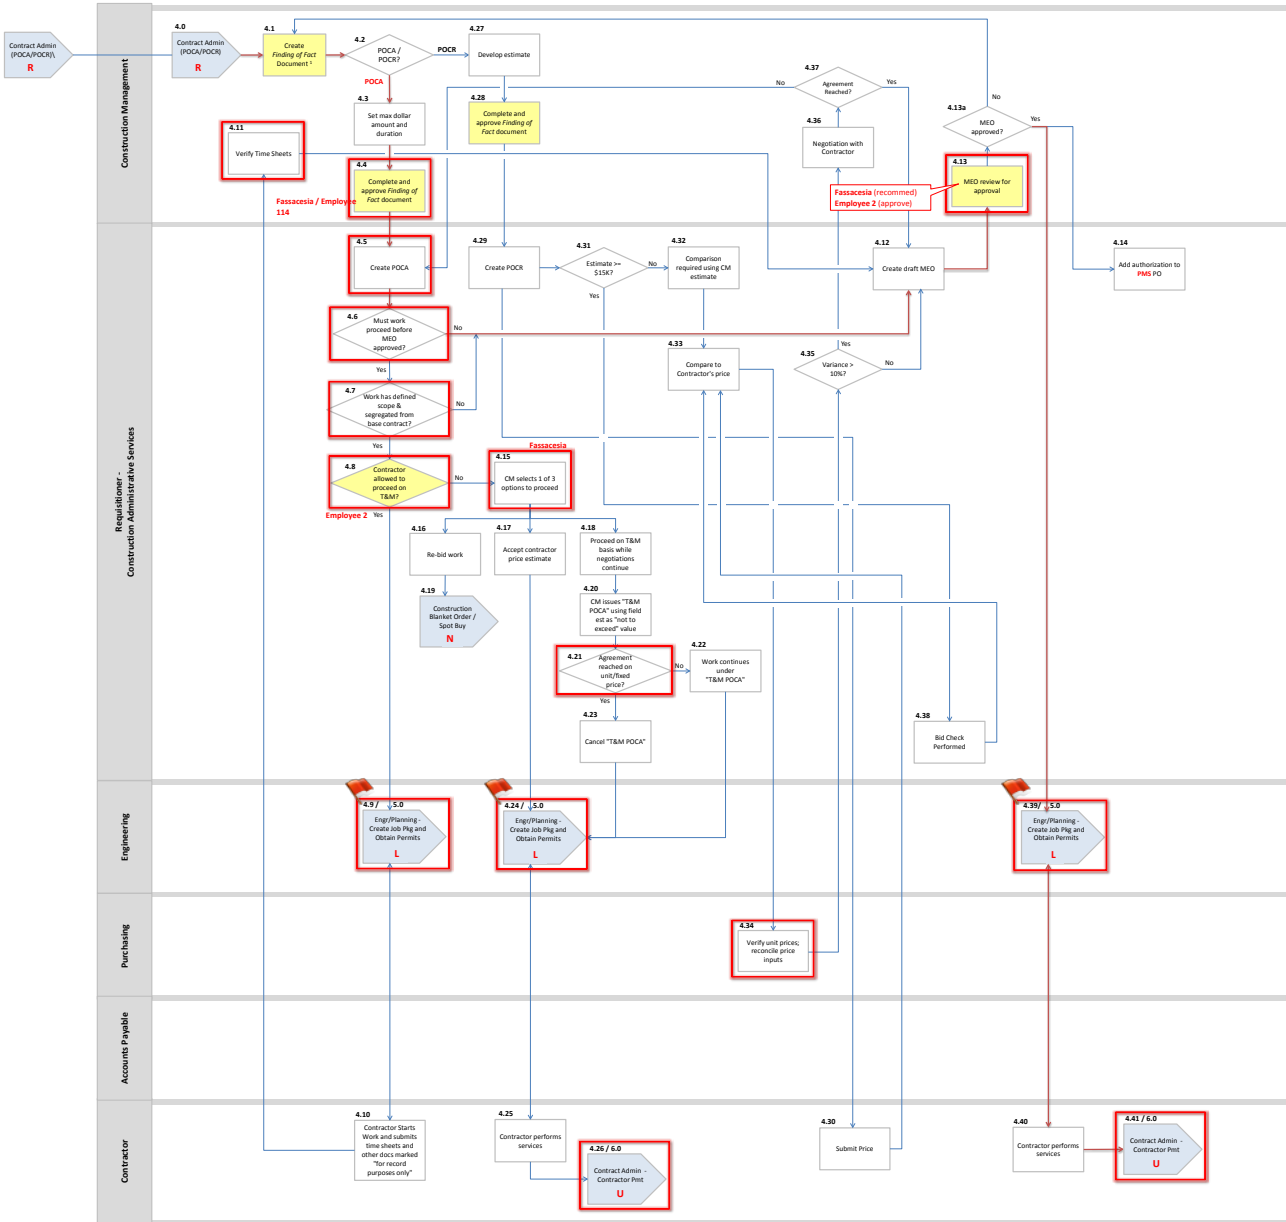 Contract Admin
(POCA/POCR)\
R
Construction Management
4.0
Contract Admin
(POCA/POCR)
R
4.1
Create
Finding of Fact
Document ¹
4.2
POCA /
POCR?
POCR
POCA
4.27
Develop estimate
4.3
Set max dollar
amount and
duration
4.28
Complete and
approve Finding of
Fact document
4.11
Verify Time Sheets
4.4
Complete and
approve Finding of
Fact document
Fassacesia / Employee
114
4.37
Agreement
Reached?
No
Yes
4.36
Negotiation with
Contractor
4.13a
MEO
approved?
No
Yes
4.13
MEO review for
approval
Fassacesia (recommed)
Employee 2 (approve)
Requisitioner -
Construction Administrative Services
4.5
Create POCA
4.29
Create POCR
4.31
Estimate >=
$15K?
No
Yes
4.32
Comparison
required using CM
estimate
4.12
Create draft MEO
4.14
Add authorization to
PMS PO
4.6
Must work
proceed before
MEO
approved?
No
Yes
4.33
Compare to
Contractor's price
4.35
Variance >
10%?
Yes
No
4.7
Work has defined
scope &
segregated from
base contract?
No
Yes
4.8
Contractor
allowed to
proceed on
T&M?
No
Employee 2
Yes
Fassacesia
4.15
CM selects 1 of 3
options to proceed
4.16
Re-bid work
4.17
Accept contractor
price estimate
4.18
Proceed on T&M
basis while
negotiations
continue
4.19
Construction
Blanket Order /
Spot Buy
N
4.20
CM issues "T&M
POCA" using field
est as "not to
exceed" value
4.21
Agreement
reached on
unit/fixed
price?
No
Yes
4.22
Work continues
under
"T&M POCA"
4.23
Cancel "T&M POCA"
4.38
Bid Check
Performed
Engineering
4.9 / 5.0
Engr/Planning -
Create Job Pkg and
Obtain Permits
L
4.24 / 5.0
Engr/Planning -
Create Job Pkg and
Obtain Permits
L
4.39/ 5.0
Engr/Planning -
Create Job Pkg and
Obtain Permits
L
Purchasing
4.34
Verify unit prices;
reconcile price
inputs
Accounts Payable
Contractor
4.10
Contractor Starts
Work and submits
time sheets and
other docs marked
"for record
purposes only"
4.25
Contractor performs
services
4.26 / 6.0
Contract Admin -
Contractor Pmt
U
4.30
Submit Price
4.40
Contractor performs
services
4.41 / 6.0
Contract Admin -
Contractor Pmt
U